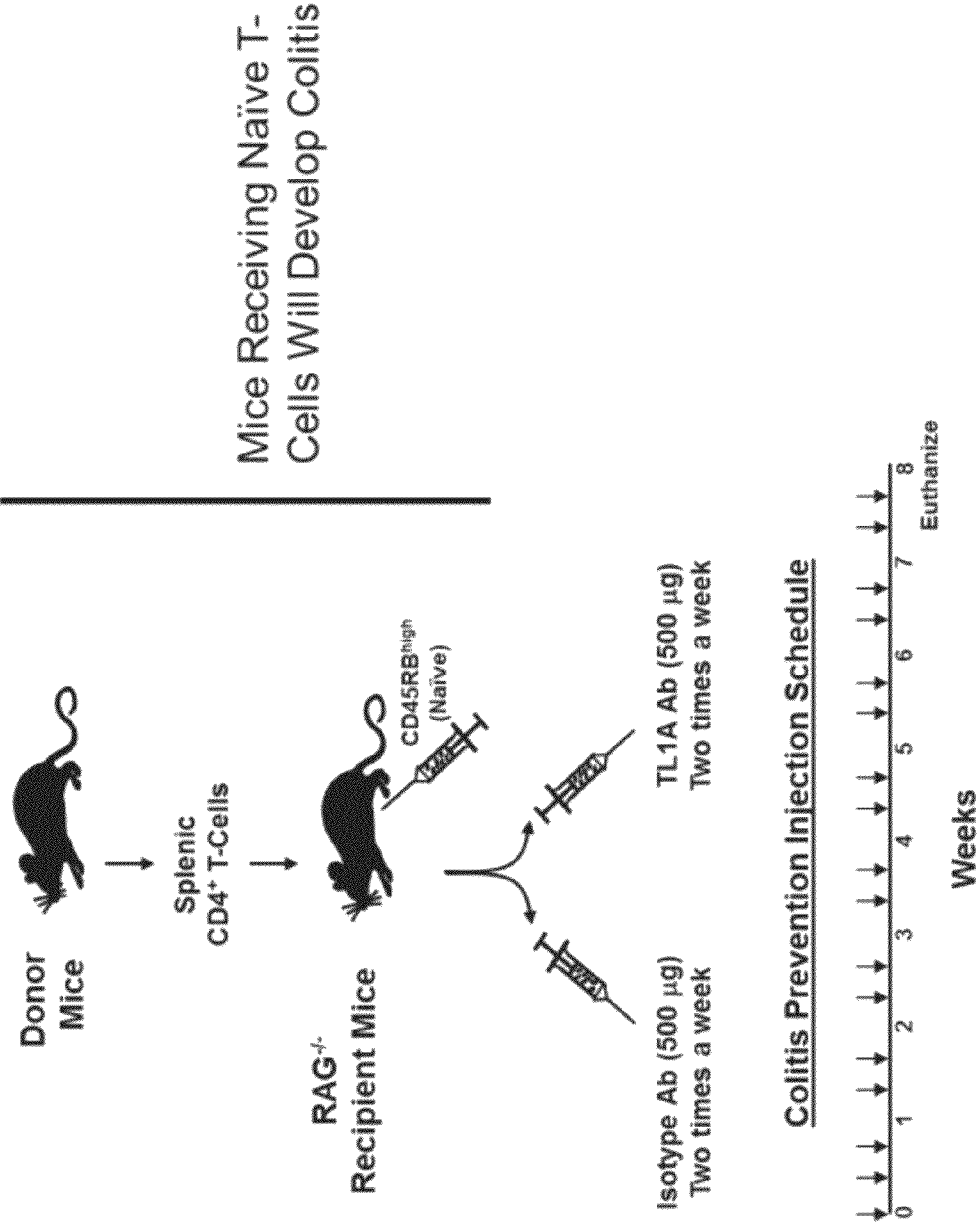 Donor
Mice
Splenic
CD4⁺ T-Cells
RAG⁻/⁻
Recipient Mice
CD45RBʰⁱᵍʰ
(Naïve)
Isotype Ab (500 µg)
Two times a week
TL1A Ab (500 µg)
Two times a week
Colitis Prevention Injection Schedule
0 1 2 3 4 5 6 7 8
Euthanize
Weeks
Mice Receiving Naïve T-
Cells Will Develop Colitis